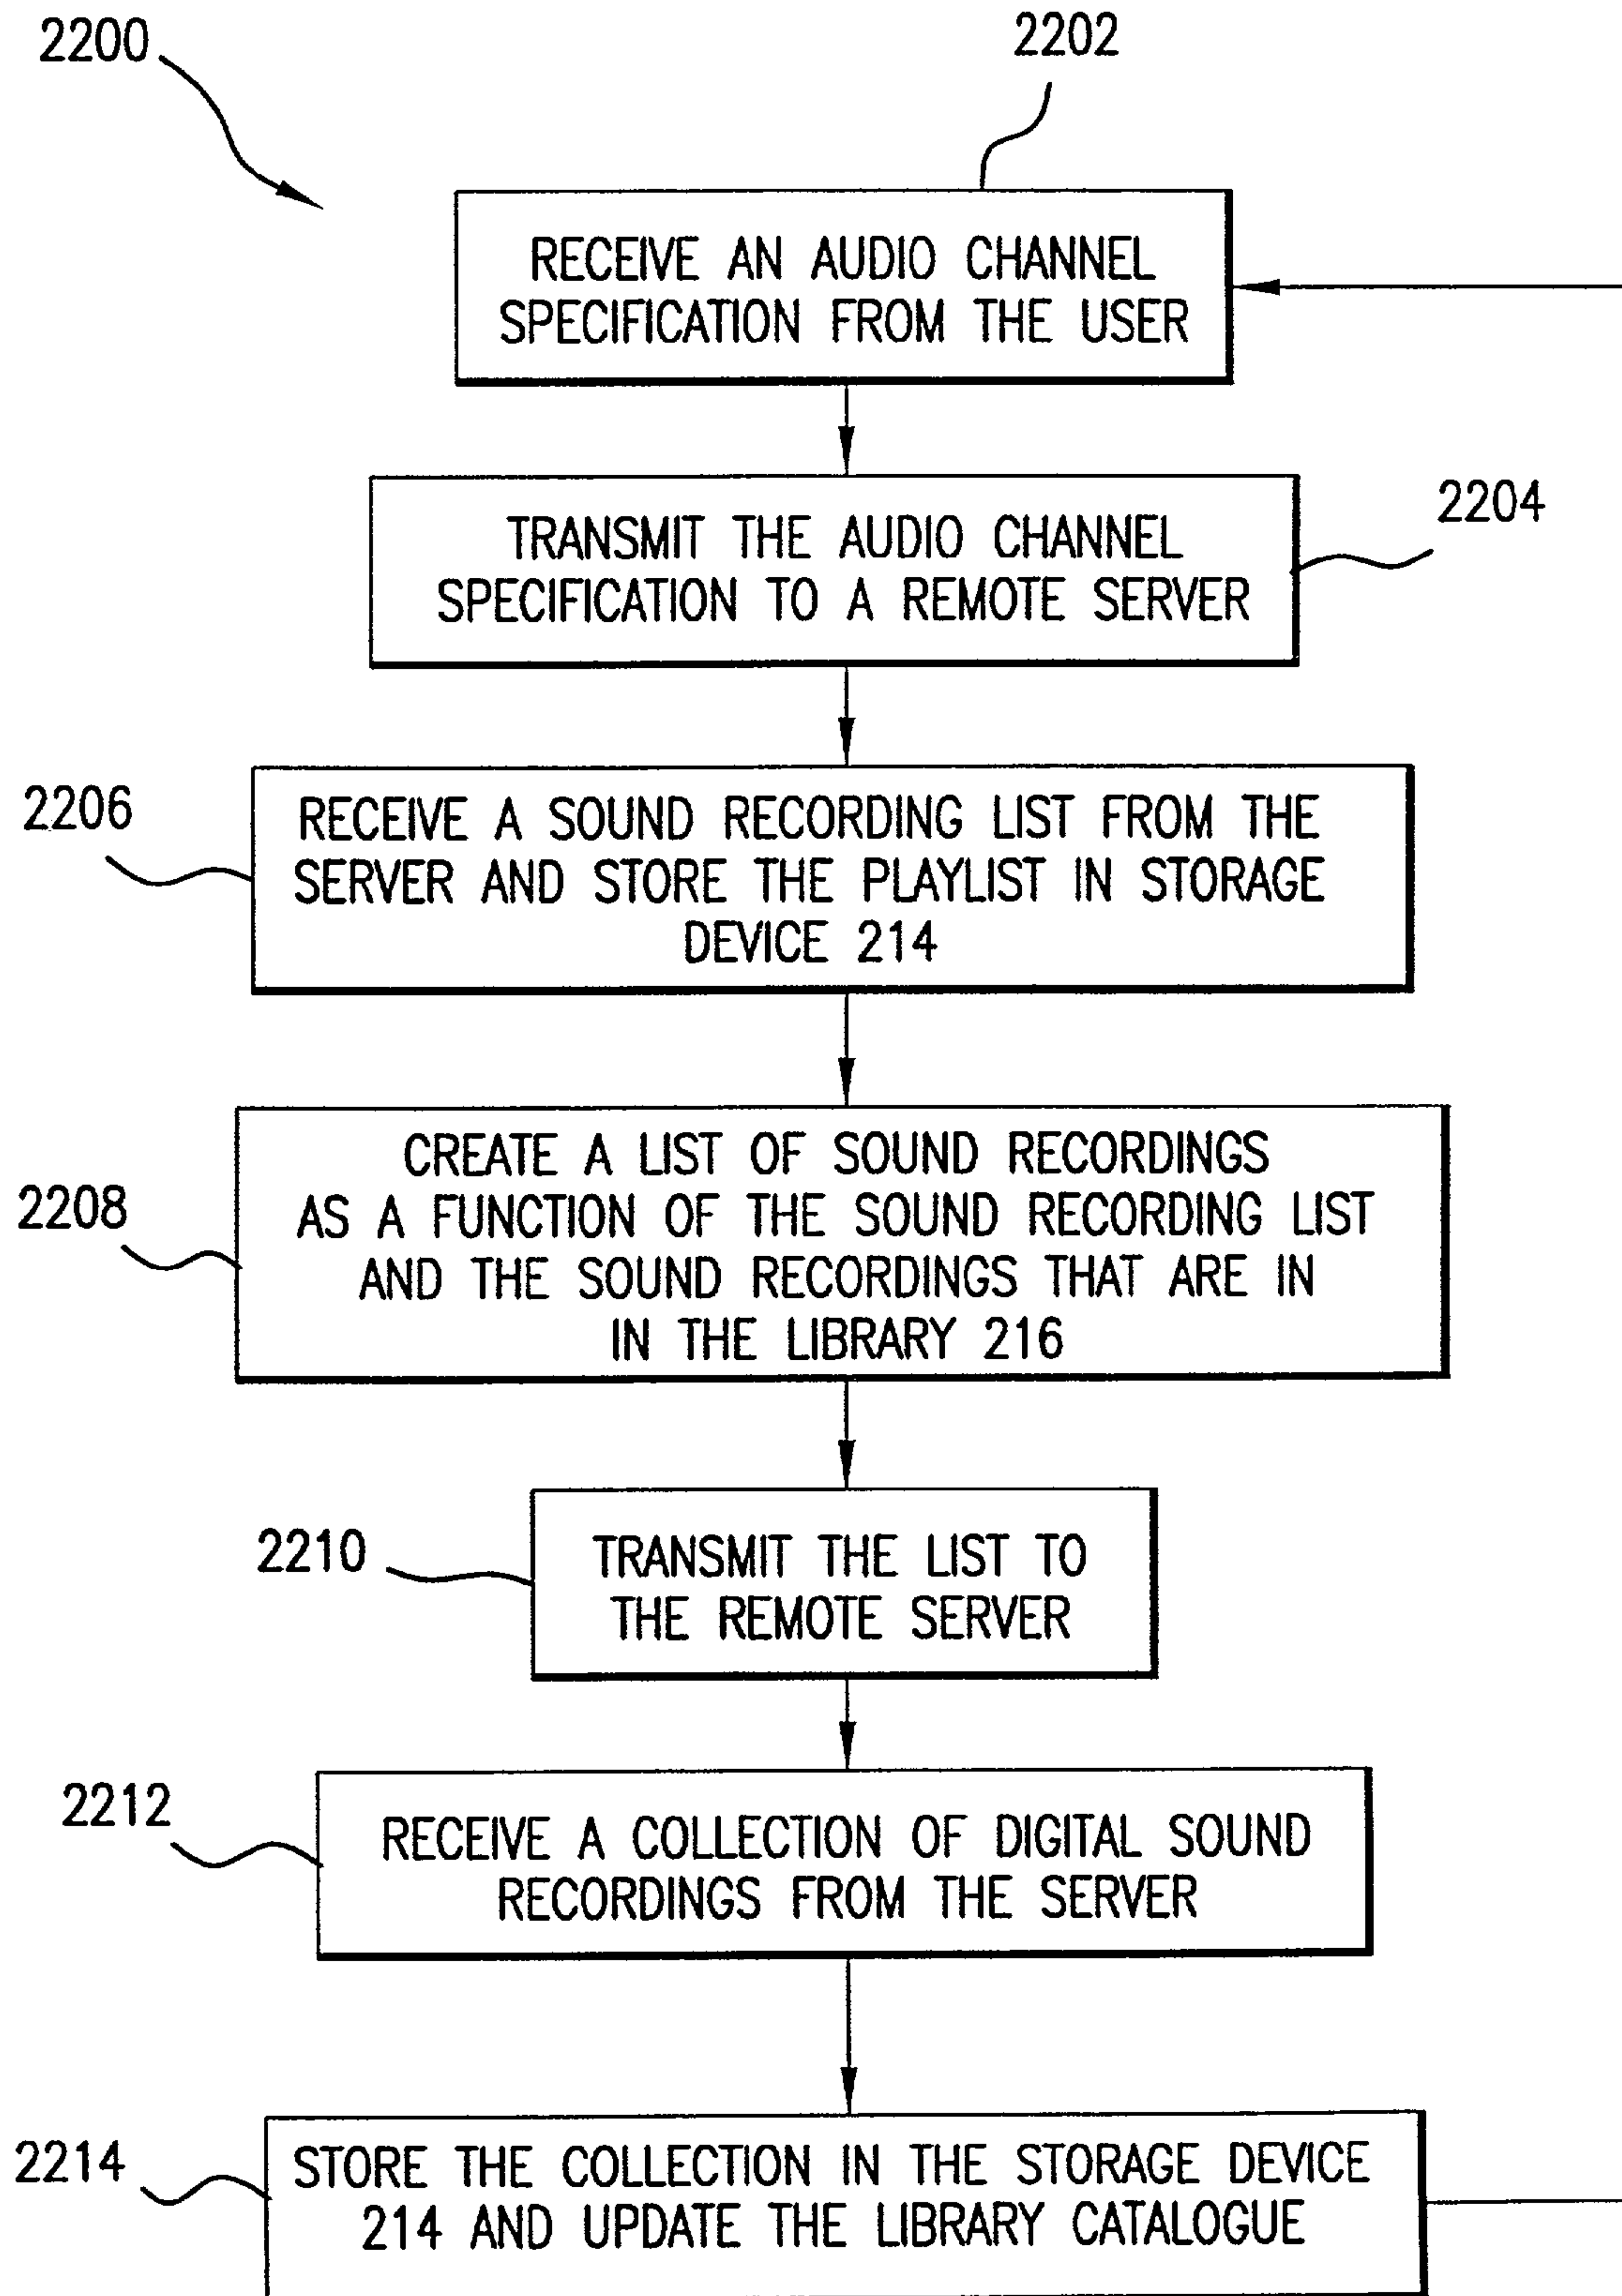 2200
2202
RECEIVE AN AUDIO CHANNEL
SPECIFICATION FROM THE USER
TRANSMIT THE AUDIO CHANNEL
SPECIFICATION TO A REMOTE SERVER
2204
2206
RECEIVE A SOUND RECORDING LIST FROM THE
SERVER AND STORE THE PLAYLIST IN STORAGE
DEVICE 214
2208
CREATE A LIST OF SOUND RECORDINGS
AS A FUNCTION OF THE SOUND RECORDING LIST
AND THE SOUND RECORDINGS THAT ARE IN
IN THE LIBRARY 216
2210
TRANSMIT THE LIST TO
THE REMOTE SERVER
2212
RECEIVE A COLLECTION OF DIGITAL SOUND
RECORDINGS FROM THE SERVER
2214
STORE THE COLLECTION IN THE STORAGE DEVICE
214 AND UPDATE THE LIBRARY CATALOGUE